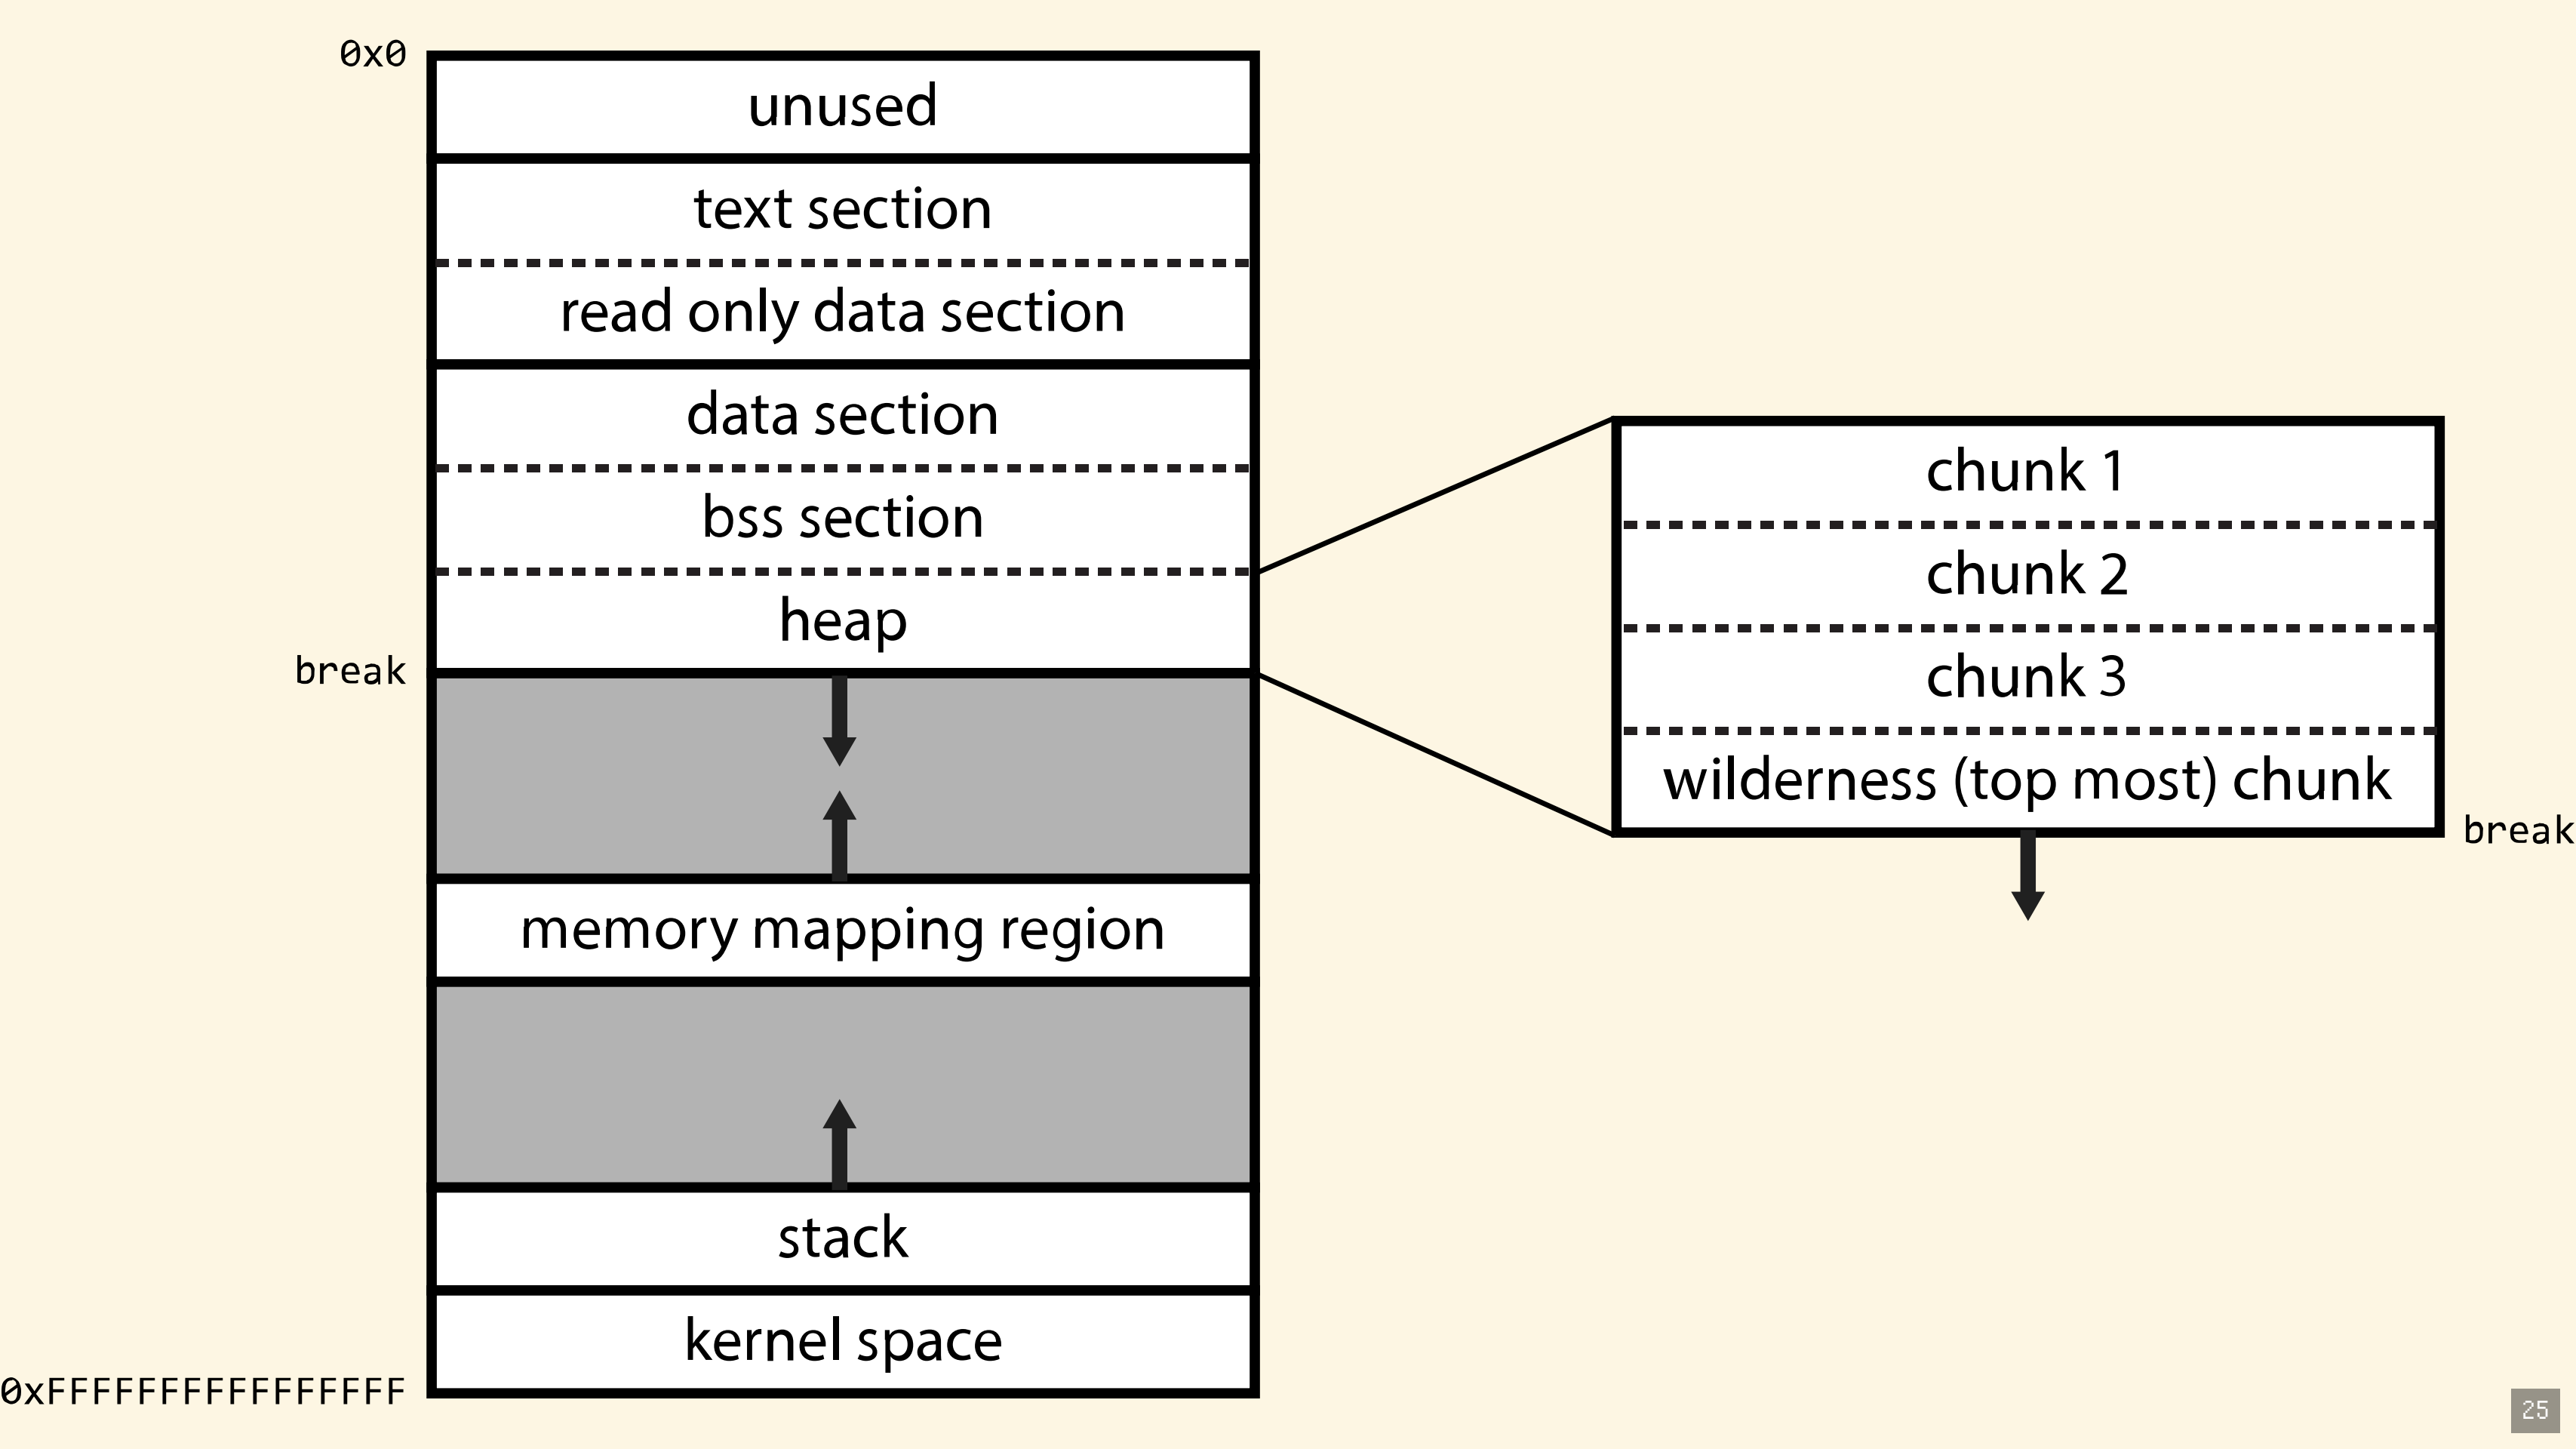 0x0
unused
text section
read only data section
data section
bss section
heap
break
memory mapping region
stack
kernel space
0xFFFFFFFFFFFFFFFF
chunk 1
chunk 2
chunk 3
wilderness (top most) chunk
break
25